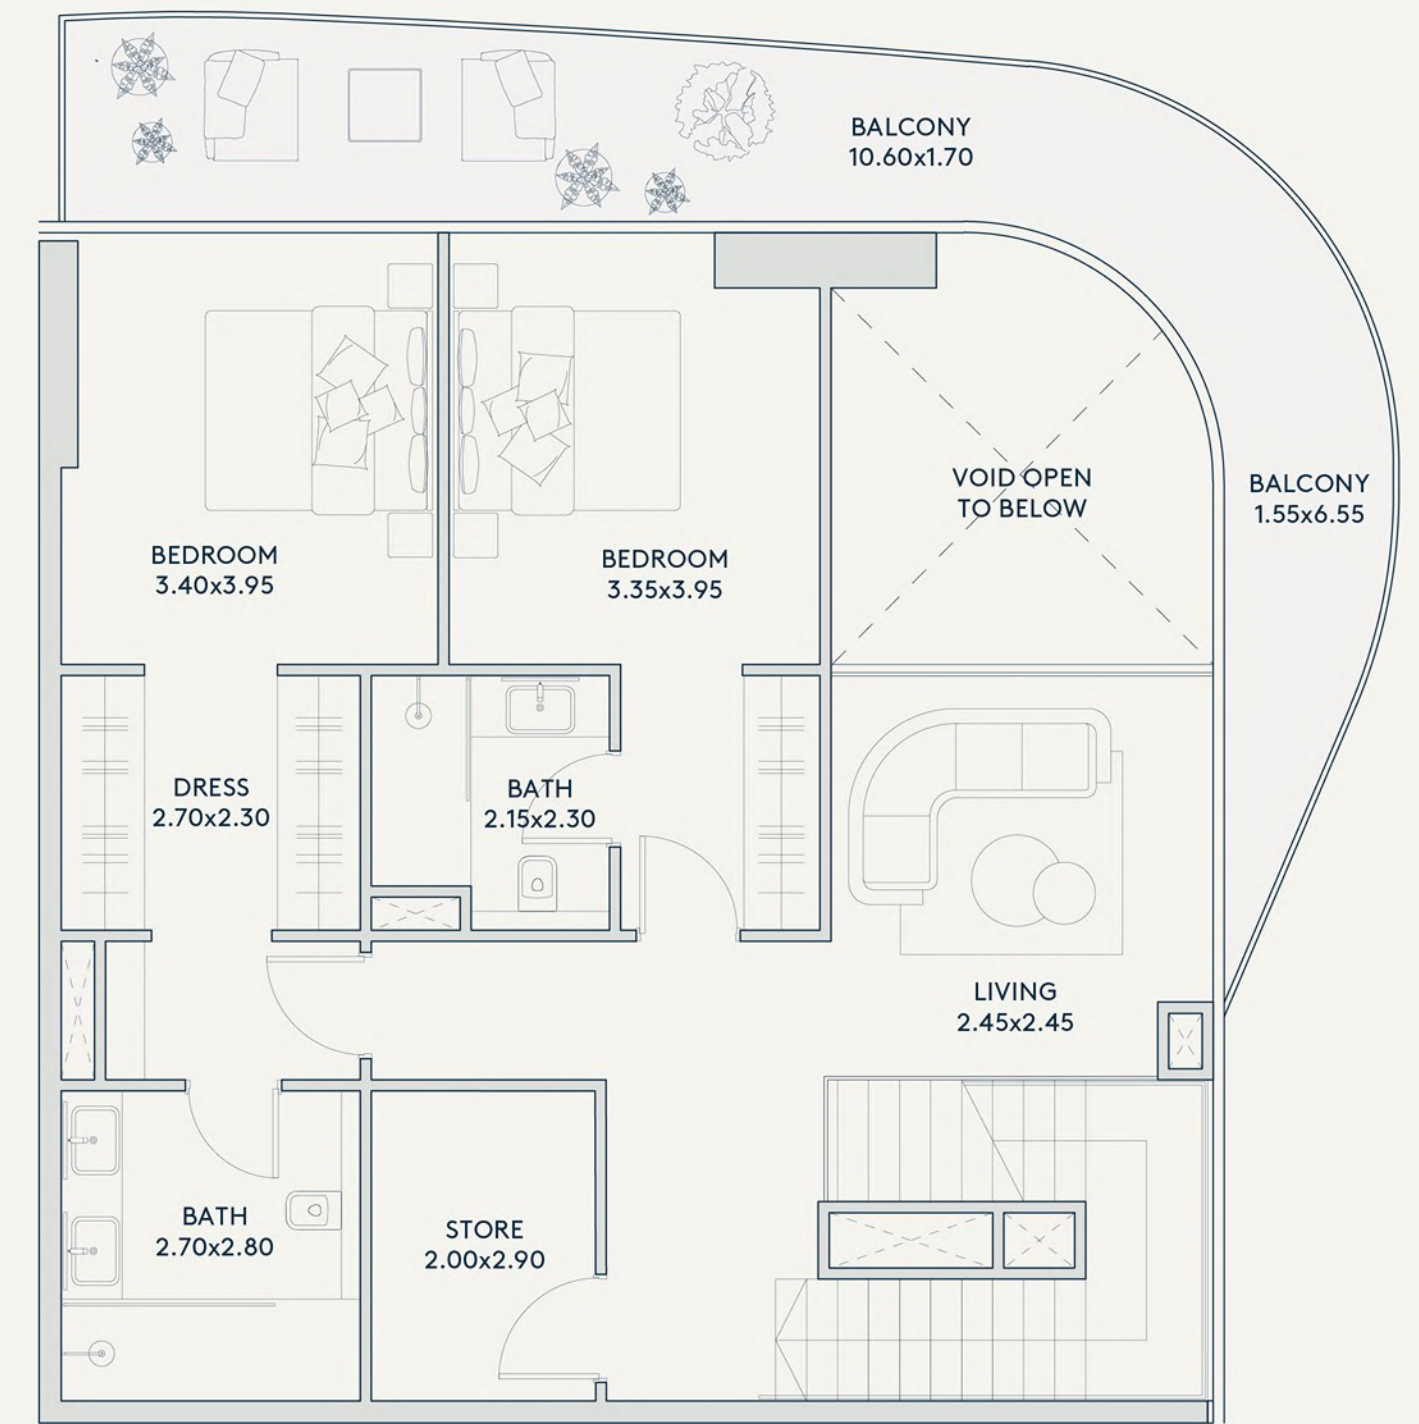 BALCONY
10.60x1.70
VOID OPEN
TO BELOW
BALCONY
1.55x6.55
BEDROOM
3.40x3.95
BEDROOM
3.35x3.95
DRESS
2.70x2.30
BATH
2.15x2.30
LIVING
2.45x2.45
BATH
2.70x2.80
STORE
2.00x2.90